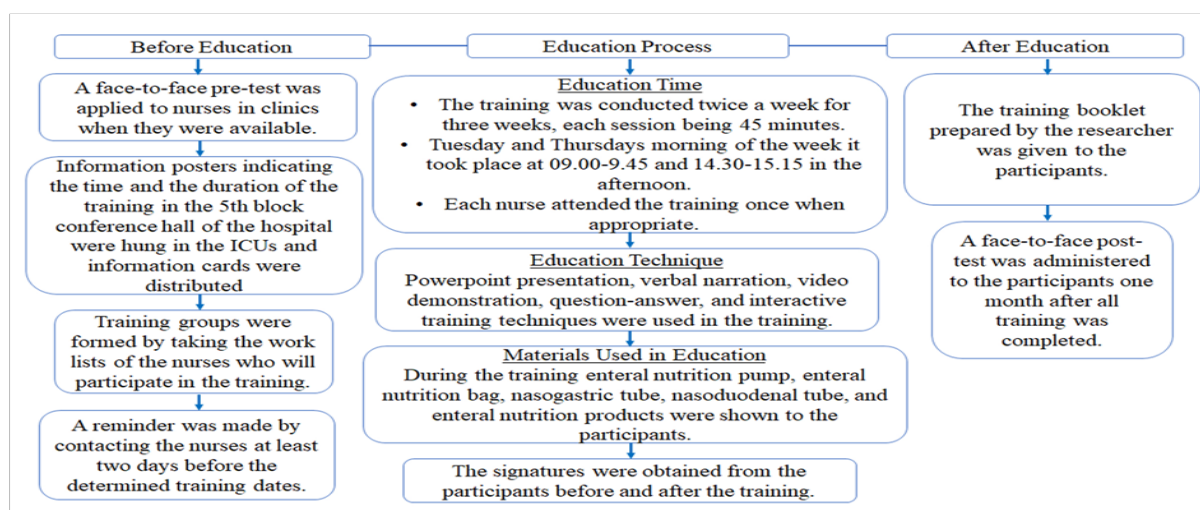 Before Education
A face-to-face pre-test was
applied to nurses in clinics
when they were available.
Information posters indicating
the time and the duration of the
training in the 5th block
conference hall of the hospital
were hung in the ICUs and
information cards were
distributed
Training groups were
formed by taking the work
lists of the nurses who will
participate in the training.
A reminder was made by
contacting the nurses at least
two days before the
determined training dates.
Education Process
Education Time
• The training was conducted twice a week for
three weeks, each session being 45 minutes.
• Tuesday and Thursdays morning of the week it
took place at 09.00-9.45 and 14.30-15.15 in the
afternoon.
• Each nurse attended the training once when
appropriate.
Education Technique
Powerpoint presentation, verbal narration, video
demonstration, question-answer, and interactive
training techniques were used in the training.
Materials Used in Education
During the training enteral nutrition pump, enteral
nutrition bag, nasogastric tube, nasoduodenal tube, and
enteral nutrition products were shown to the
participants.
The signatures were obtained from the
participants before and after the training.
After Education
The training booklet
prepared by the researcher
was given to the
participants.
A face-to-face post-
test was administered
to the participants one
month after all
training was
completed.